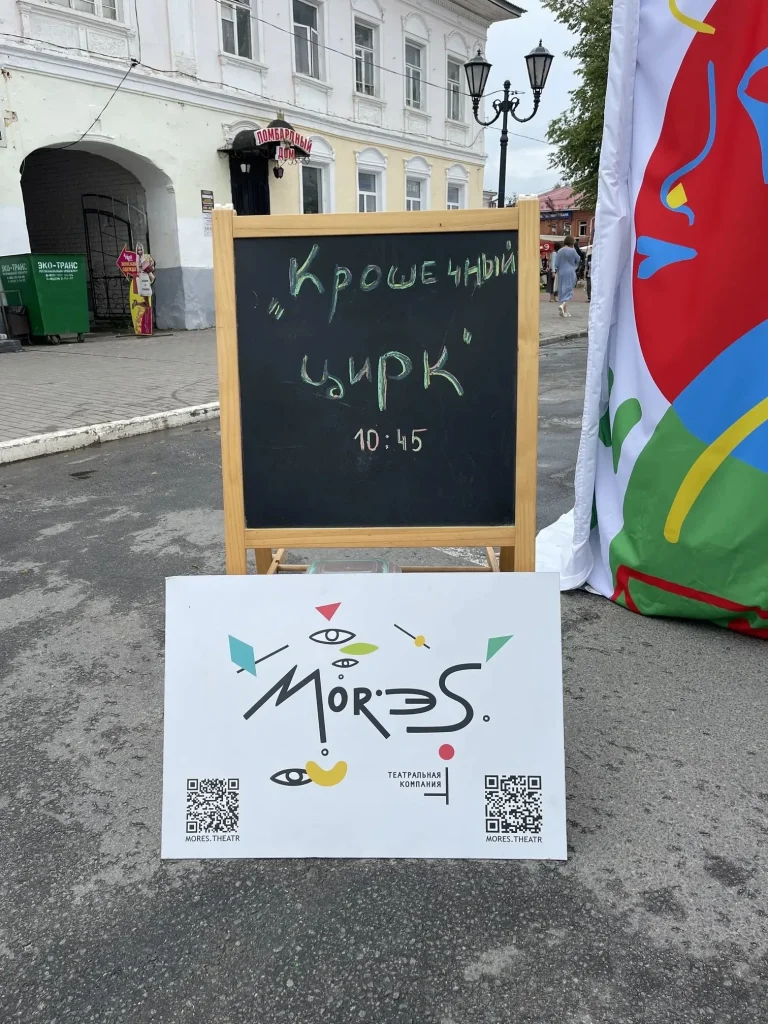 ЛОМБАРДНЫЙ
ДОМ
ЭКО-ТРАНС
ЭКО-ТРАНС
"Крошечный
цирк"
10:45
MORЭS.
ТЕАТРАЛЬНАЯ
КОМПАНИЯ
MORES.THEATR
MORES.THEATR